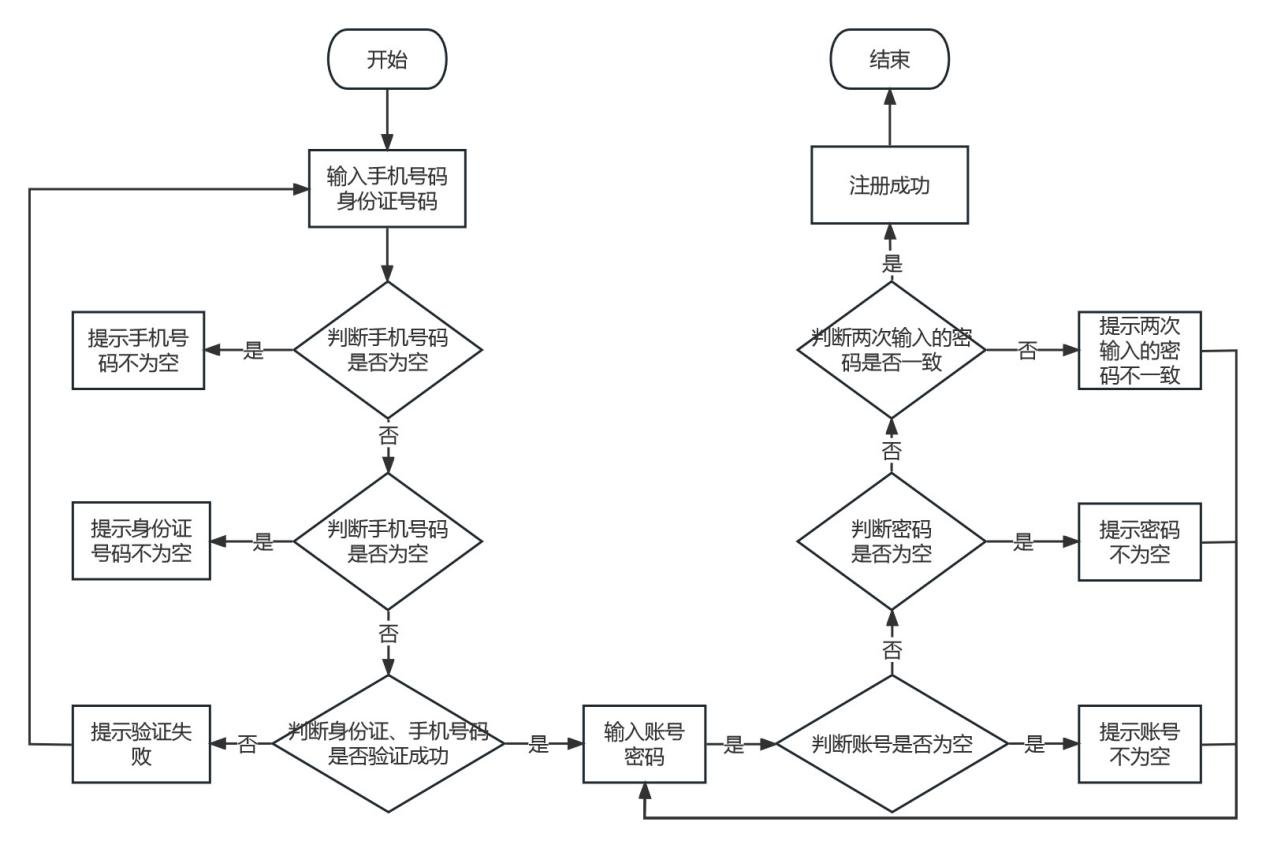 开始
输入手机号码
身份证号码
判断手机号码
是否为空
是
提示手机号
码不为空
否
判断手机号码
是否为空
是
提示身份证
号码不为空
否
判断身份证、手机号码
是否验证成功
否
提示验证失
败
是
输入账号
密码
是
判断账号是否为空
是
提示账号
不为空
否
判断密码
是否为空
是
提示密码
不为空
否
判断两次输入的密
码是否一致
否
提示两次
输入的密
码不一致
是
注册成功
结束